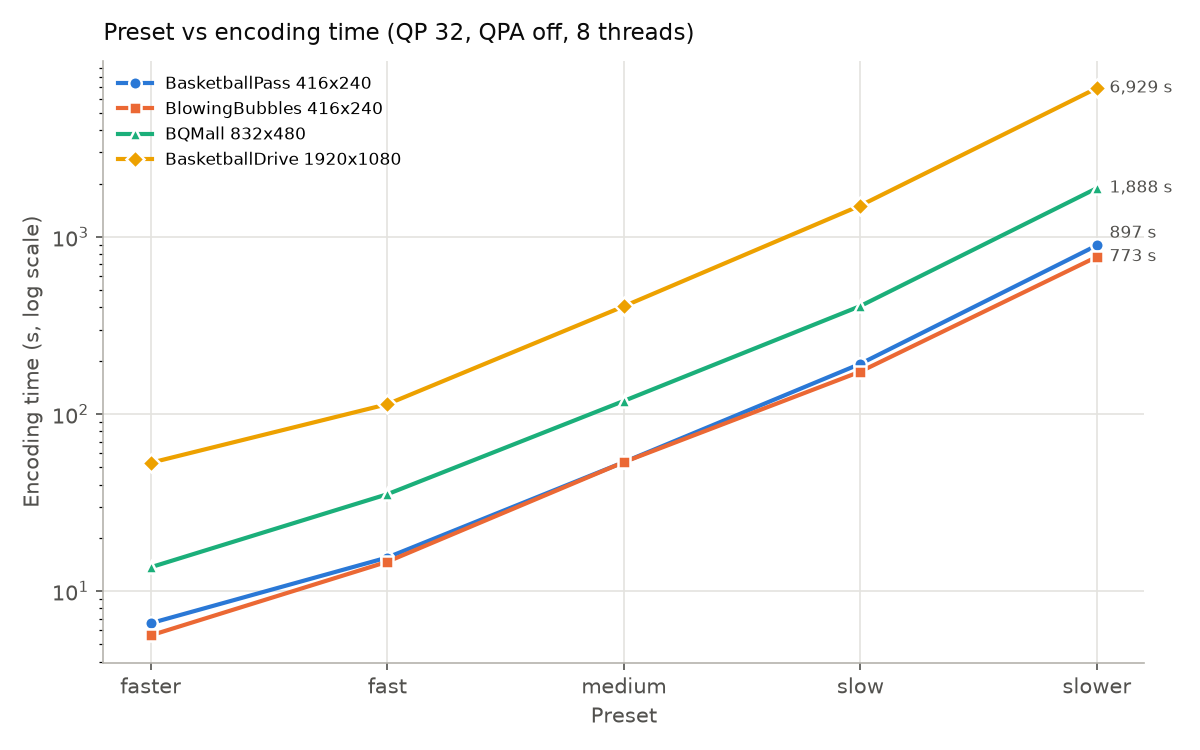 Preset vs encoding time (QP 32, QPA off, 8 threads)
BasketballPass 416x240
BlowingBubbles 416x240
BQMall 832x480
BasketballDrive 1920x1080
6,929 s
1,888 s
897 s
773 s
Encoding time (s, log scale)
10³
10²
10¹
faster fast medium slow slower
Preset